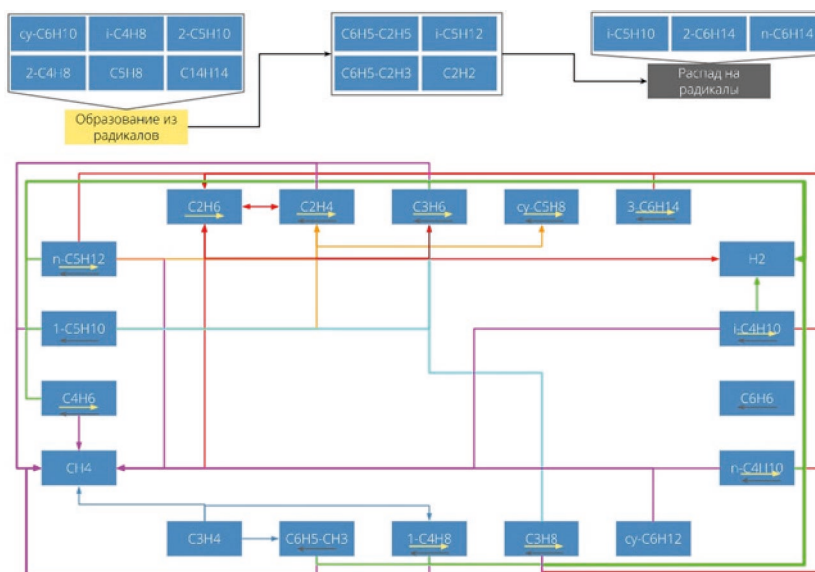 cy-C6H10 i-C4H8 2-C5H10
2-C4H8 C5H8 C14H14
Образование из
радикалов
C6H5-C2H5 i-C5H12
C6H5-C2H3 C2H2
i-C5H10 2-C6H14 n-C6H14
Распад на
радикалы
C2H6 C2H4 C3H6 cy-C5H8 3-C6H14
n-C5H12 H2
1-C5H10 i-C4H10
C4H6 C6H6
CH4 n-C4H10
C3H4 C6H5-CH3 1-C4H8 C3H8 cy-C6H12